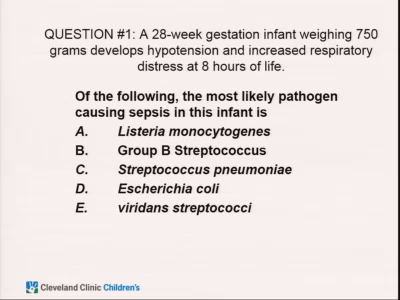 QUESTION #1: A 28-week gestation infant weighing 750
grams develops hypotension and increased respiratory
distress at 8 hours of life.
Of the following, the most likely pathogen
causing sepsis in this infant is
A. Listeria monocytogenes
B. Group B Streptococcus
C. Streptococcus pneumoniae
D. Escherichia coli
E. viridans streptococci
Cleveland Clinic Children's